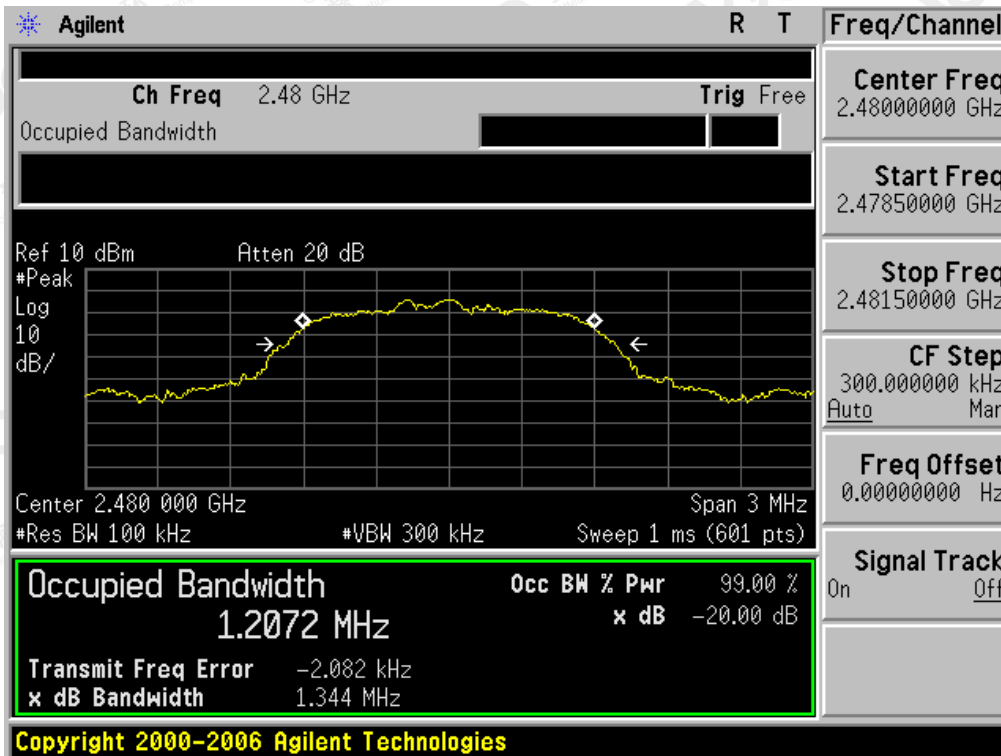 Agilent R T
Ch Freq 2.48 GHz Trig Free
Occupied Bandwidth
Ref 10 dBm Atten 20 dB
#Peak
Log
10
dB/
Center 2.480 000 GHz Span 3 MHz
#Res BW 100 kHz #VBW 300 kHz Sweep 1 ms (601 pts)
Occupied Bandwidth
1.2072 MHz
Occ BW % Pwr 99.00 %
x dB -20.00 dB
Transmit Freq Error -2.082 kHz
x dB Bandwidth 1.344 MHz
Copyright 2000-2006 Agilent Technologies
Freq/Channel
Center Freq
2.48000000 GHz
Start Freq
2.47850000 GHz
Stop Freq
2.48150000 GHz
CF Step
300.000000 kHz
Auto Man
Freq Offset
0.00000000 Hz
Signal Track
On Off